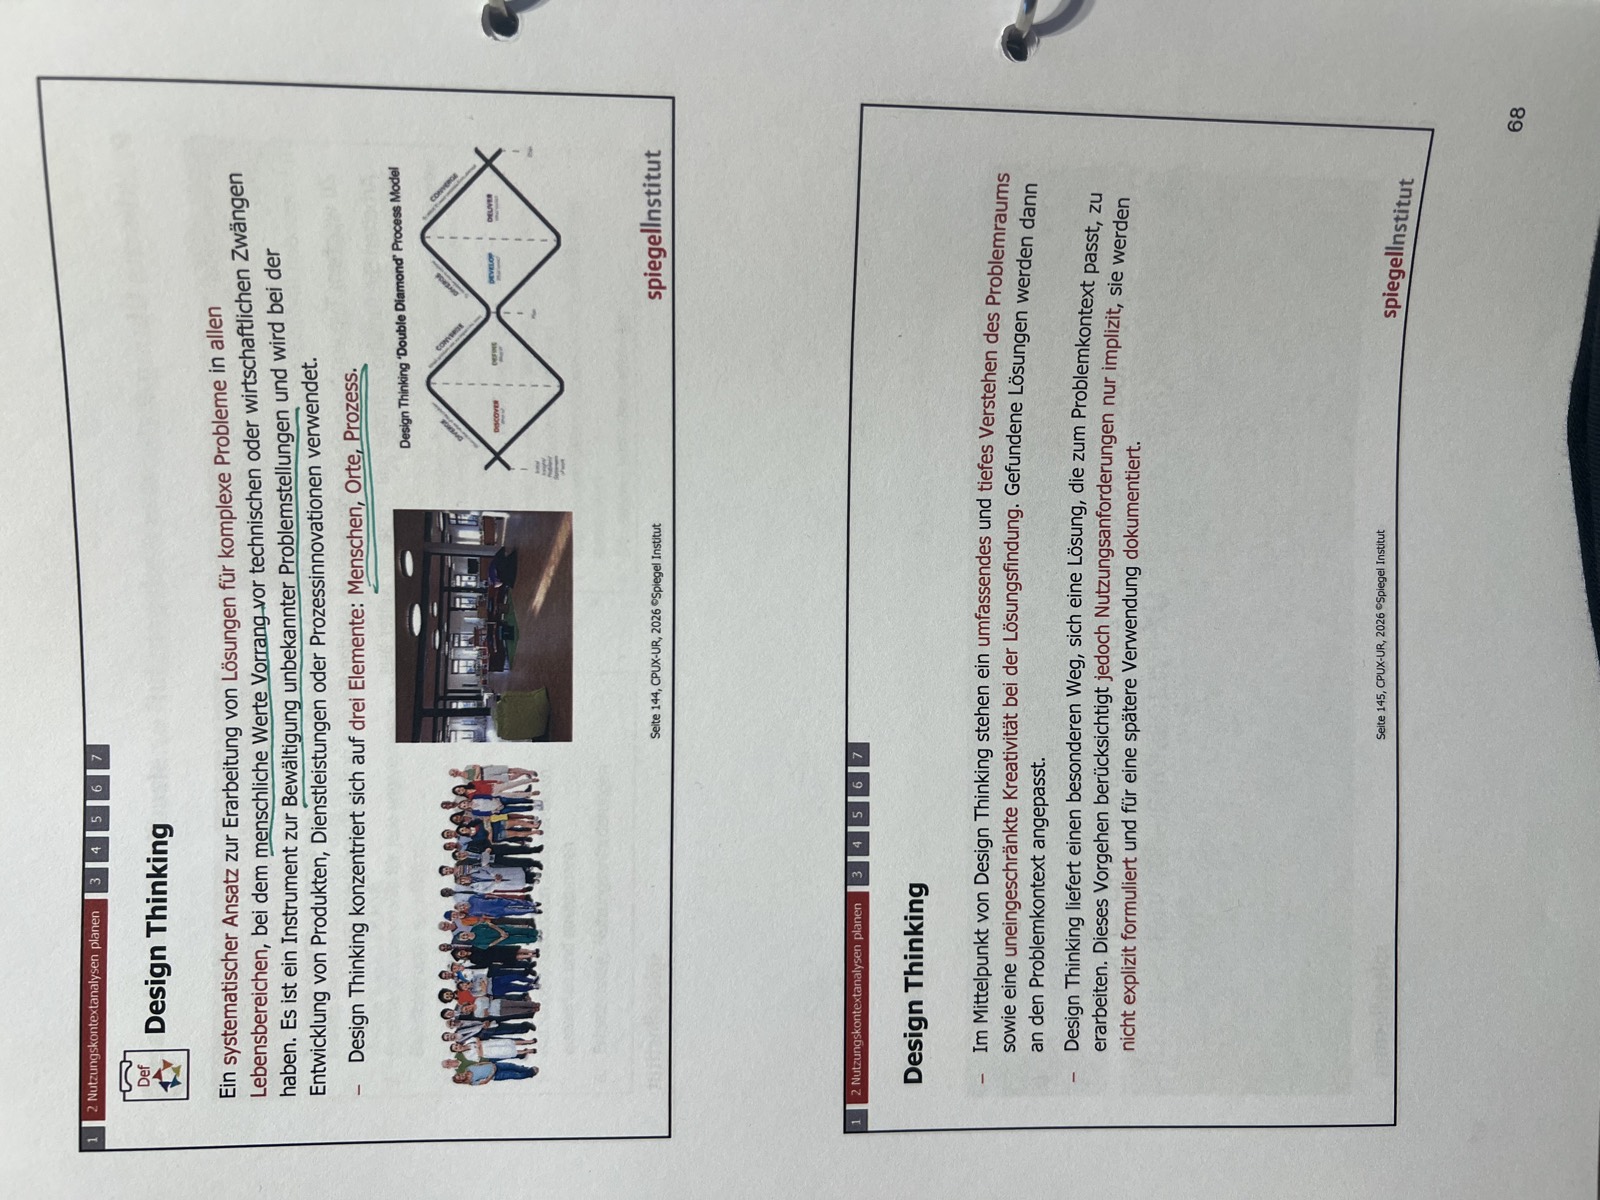 1 2 Nutzungskontextanalysen planen 3 4 5 6 7
Def
Design Thinking
Ein systematischer Ansatz zur Erarbeitung von Lösungen für komplexe Probleme in allen
Lebensbereichen, bei dem menschliche Werte Vorrang vor technischen oder wirtschaftlichen Zwängen
haben. Es ist ein Instrument zur Bewältigung unbekannter Problemstellungen und wird bei der
Entwicklung von Produkten, Dienstleistungen oder Prozessinnovationen verwendet.
– Design Thinking konzentriert sich auf drei Elemente: Menschen, Orte, Prozess.
Design Thinking ‘Double Diamond’ Process Model
DIVERGE CONVERGE DIVERGE CONVERGE
DISCOVER DEFINE DEVELOP DELIVER
Seite 144, CPUX-UR, 2026 ©Spiegel Institut
spiegelInstitut
1 2 Nutzungskontextanalysen planen 3 4 5 6 7
Design Thinking
– Im Mittelpunkt von Design Thinking stehen ein umfassendes und tiefes Verstehen des Problemraums
sowie eine uneingeschränkte Kreativität bei der Lösungsfindung. Gefundene Lösungen werden dann
an den Problemkontext angepasst.
– Design Thinking liefert einen besonderen Weg, sich eine Lösung, die zum Problemkontext passt, zu
erarbeiten. Dieses Vorgehen berücksichtigt jedoch Nutzungsanforderungen nur implizit, sie werden
nicht explizit formuliert und für eine spätere Verwendung dokumentiert.
Seite 145, CPUX-UR, 2026 ©Spiegel Institut
spiegelInstitut
68